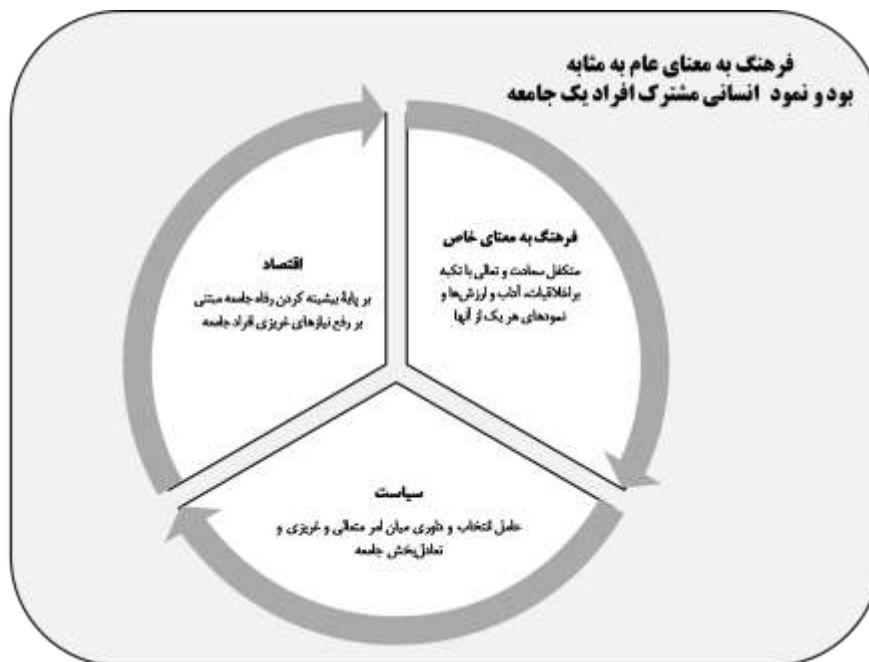 فرهنگ به معنای عام به مثابه
بود و نمود انسانی مشترک افراد یک جامعه
فرهنگ به معنای خاص
متکفل سعادت و تعالی با تکیه
بر اخلاقیات، آداب و ارزش‌ها و
نمودهای هر یک از آنها
اقتصاد
بر پایهٔ بیشینه کردن رفاه جامعه مبتنی
بر رفع نیازهای غریزی افراد جامعه
سیاست
عامل انتخاب و داوری میان امر متعالی و غریزی و
تعادل‌بخش جامعه